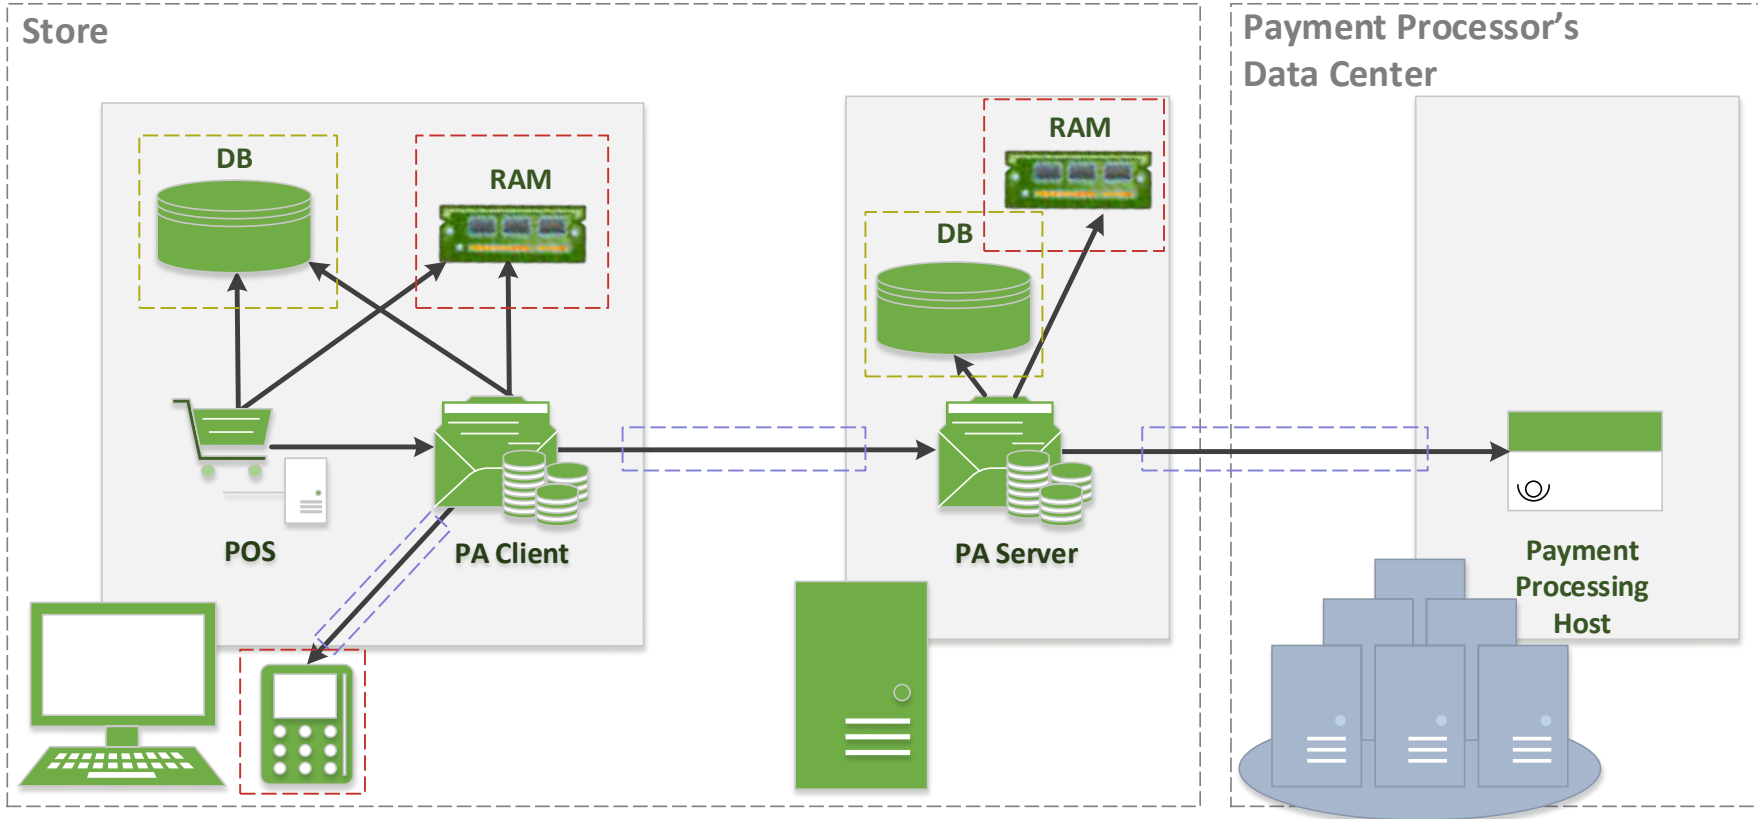 Store
Payment Processor's
Data Center
DB
RAM
RAM
DB
POS
PA Client
PA Server
Payment
Processing
Host